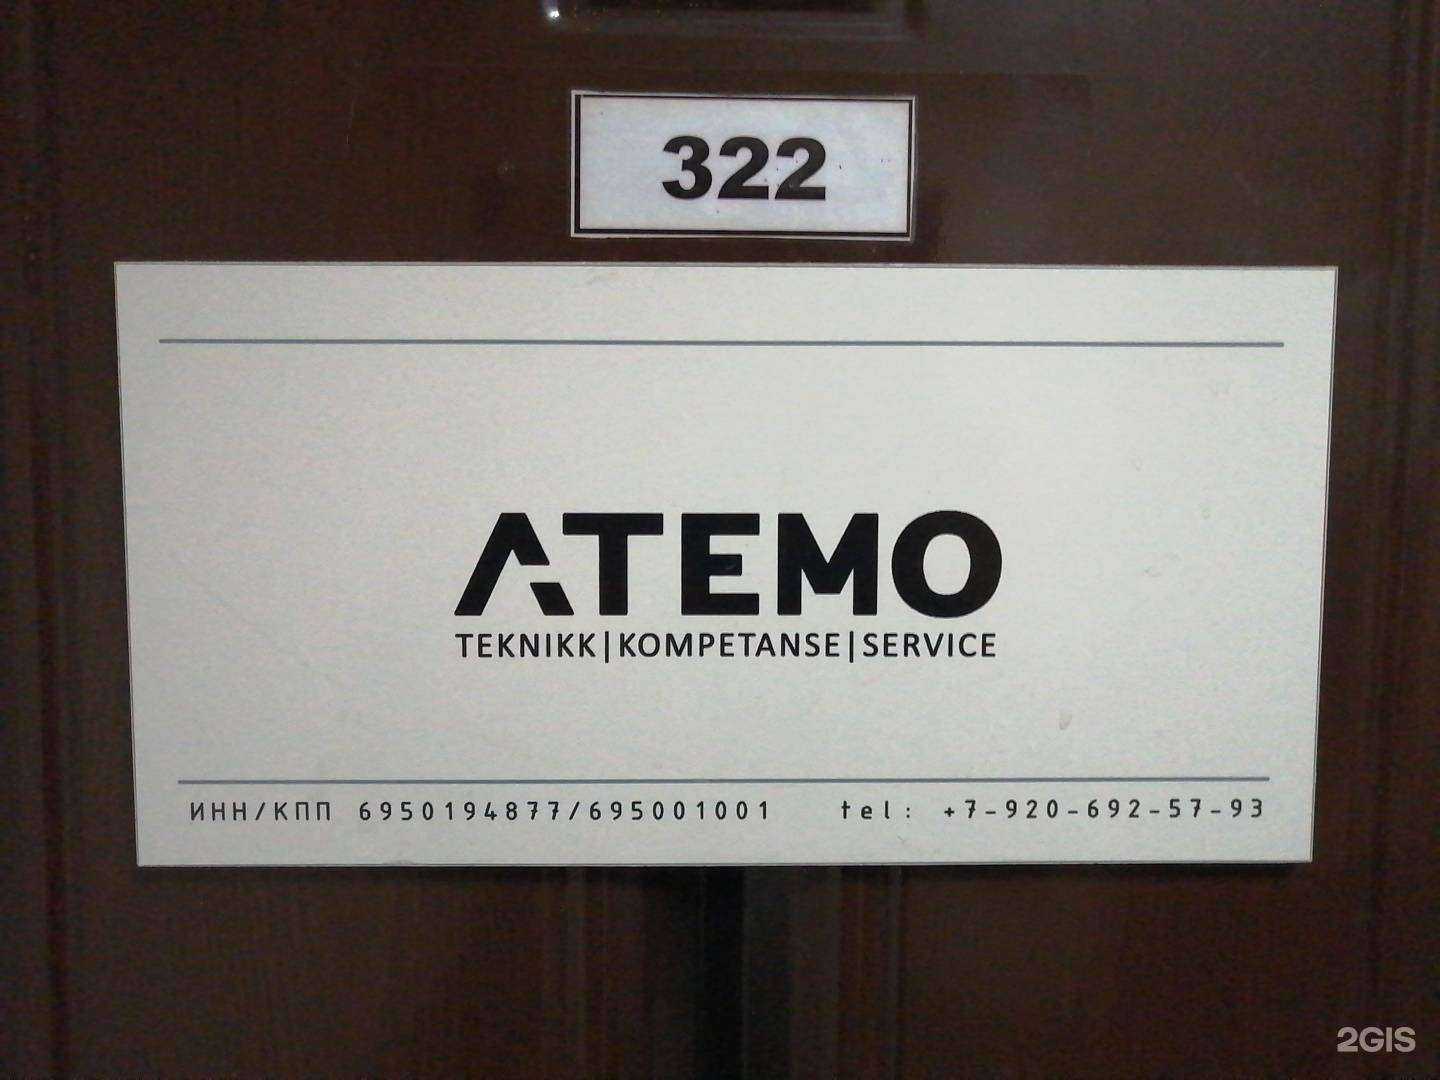 322
ATEMO
TEKNIKK|KOMPETANSE|SERVICE
ИНН/КПП 6950194877/695001001 tel: +7-920-692-57-93
2GIS